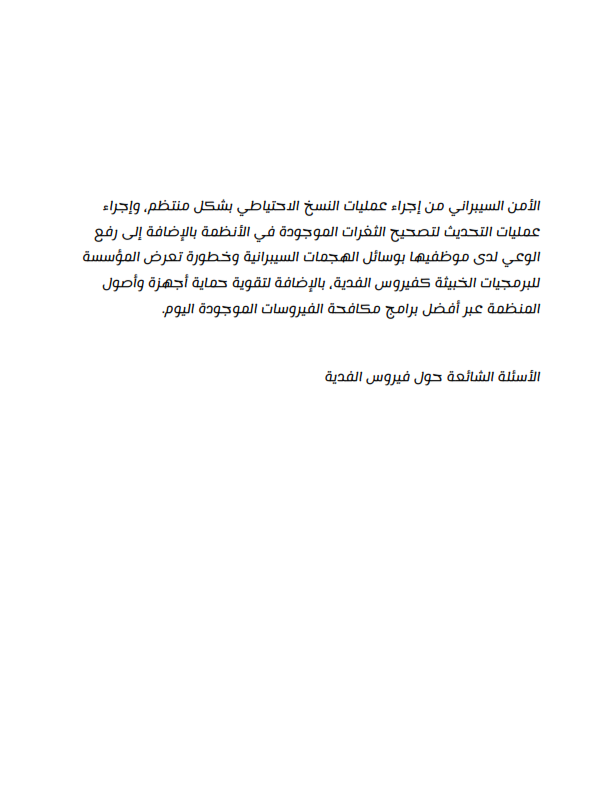 الأمن السيبراني من إجراء عمليات النسخ الاحتياطي بشكل منتظم، وإجراء
عمليات التحديث لتصحيح الثغرات الموجودة في الأنظمة بالإضافة إلى رفع
الوعي لدى موظفيها بوسائل الهجمات السيبرانية وخطورة تعرض المؤسسة
للبرمجيات الخبيثة كفيروس الفدية، بالإضافة لتقوية حماية أجهزة وأصول
المنظمة عبر أفضل برامج مكافحة الفيروسات الموجودة اليوم.
الأسئلة الشائعة حول فيروس الفدية